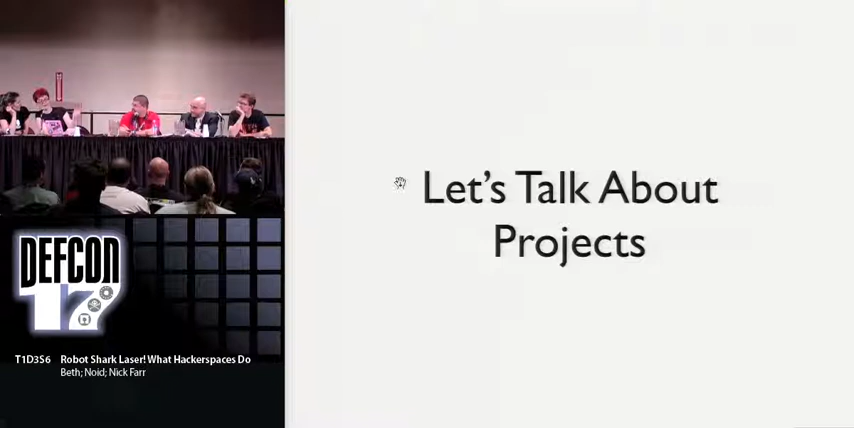 Let's Talk About
Projects
DEFCON
17
T1D3S6 Robot Shark Laser! What Hackerspaces Do
Beth; Noid; Nick Farr